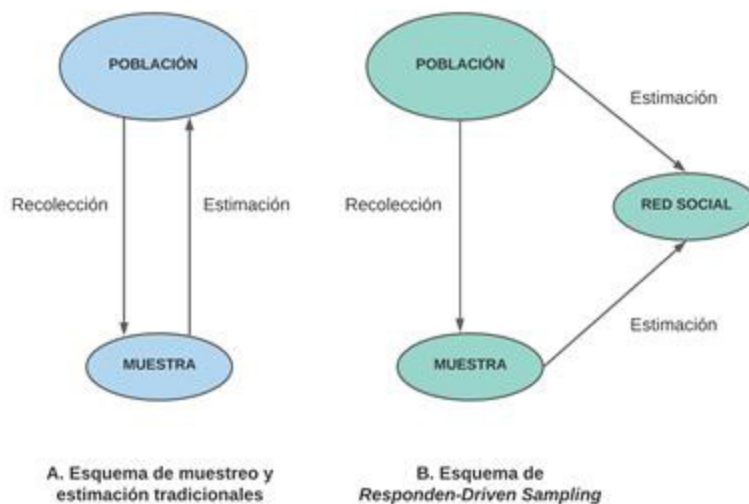 POBLACIÓN
Recolección
Estimación
MUESTRA
A. Esquema de muestreo y
estimación tradicionales
POBLACIÓN
Estimación
Recolección
RED SOCIAL
Estimación
MUESTRA
B. Esquema de
Responden-Driven Sampling